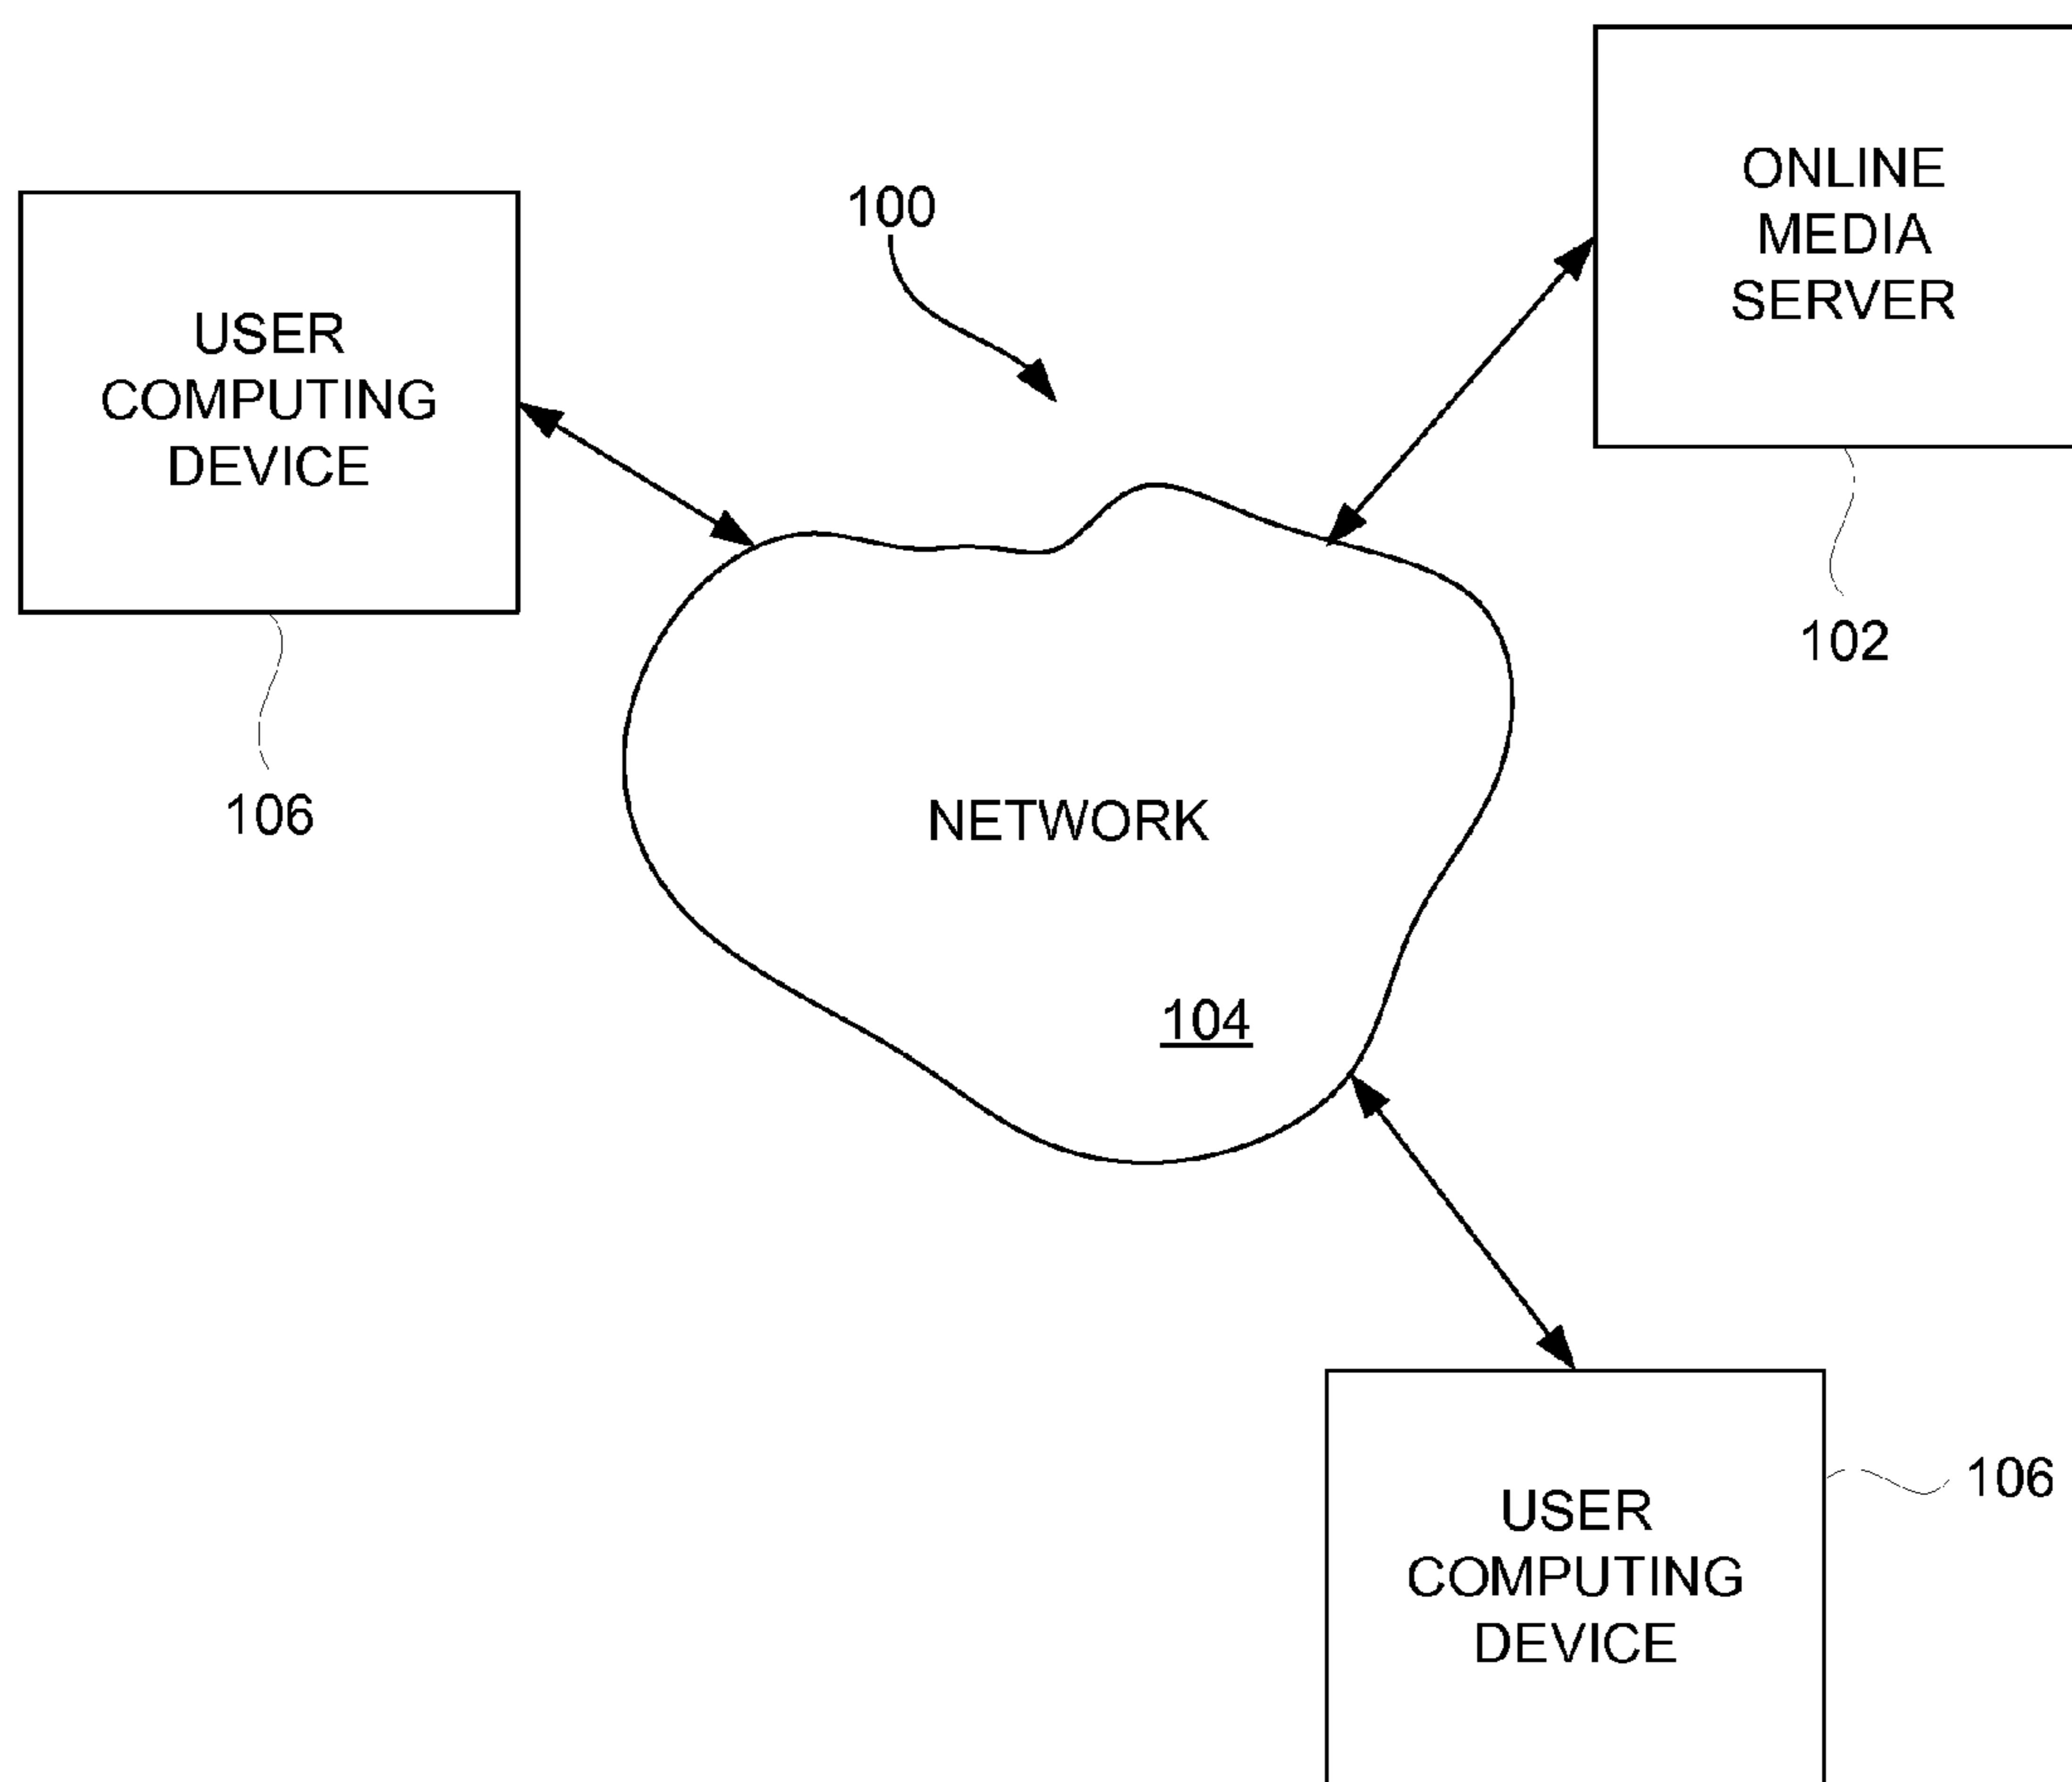 100
ONLINE
MEDIA
SERVER
102
USER
COMPUTING
DEVICE
106
NETWORK
104
USER
COMPUTING
DEVICE
106